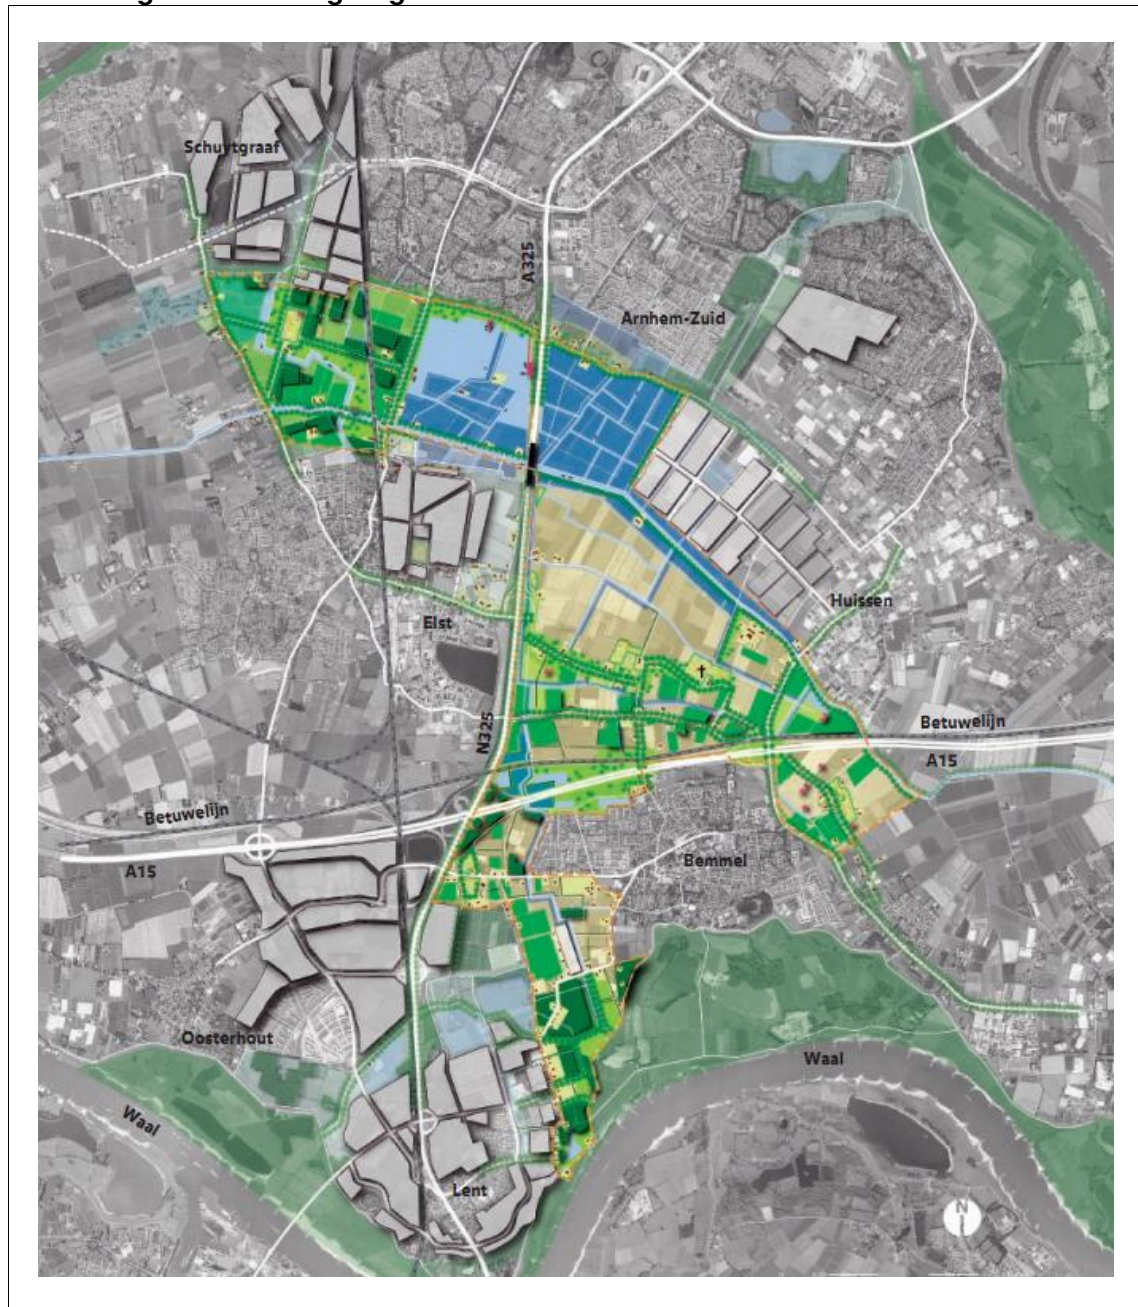 Schuytgraaf
A325
Arnhem-Zuid
Huissen
Elst
N325
Betuwelijn
A15
Betuwelijn
A15
Bemmel
Oosterhout
Waal
Waal
Lent
N